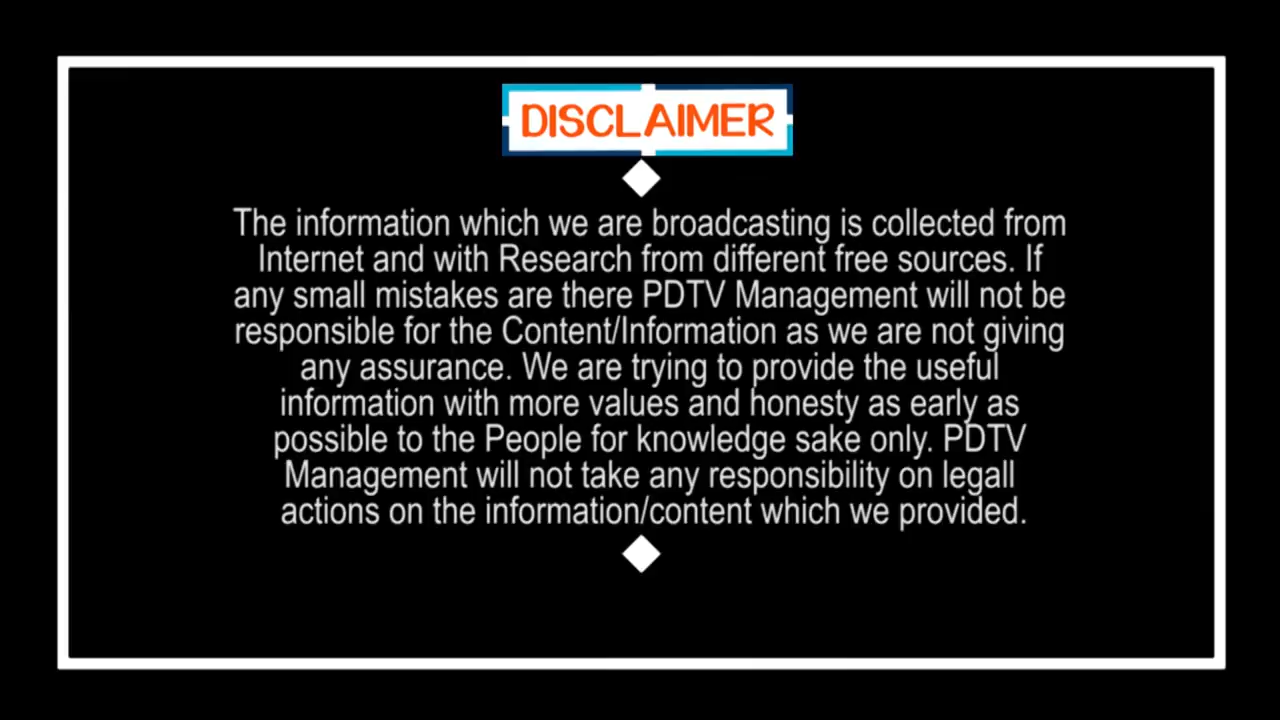 DISCLAIMER
The information which we are broadcasting is collected from
Internet and with Research from different free sources. If
any small mistakes are there PDTV Management will not be
responsible for the Content/Information as we are not giving
any assurance. We are trying to provide the useful
information with more values and honesty as early as
possible to the People for knowledge sake only. PDTV
Management will not take any responsibility on legall
actions on the information/content which we provided.